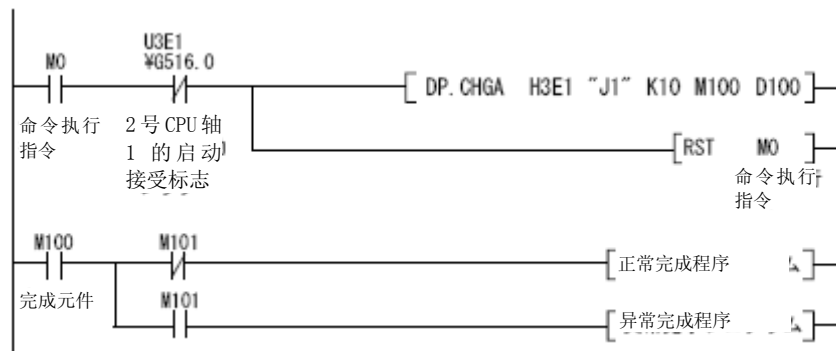 U3E1
M0 ¥G516.0
DP.CHGA H3E1 "J1" K10 M100 D100
命令执行
指令
2号CPU轴
1 的启动
接受标志
RST M0
命令执行
指令
M100 M101
正常完成程序
完成元件 M101
异常完成程序